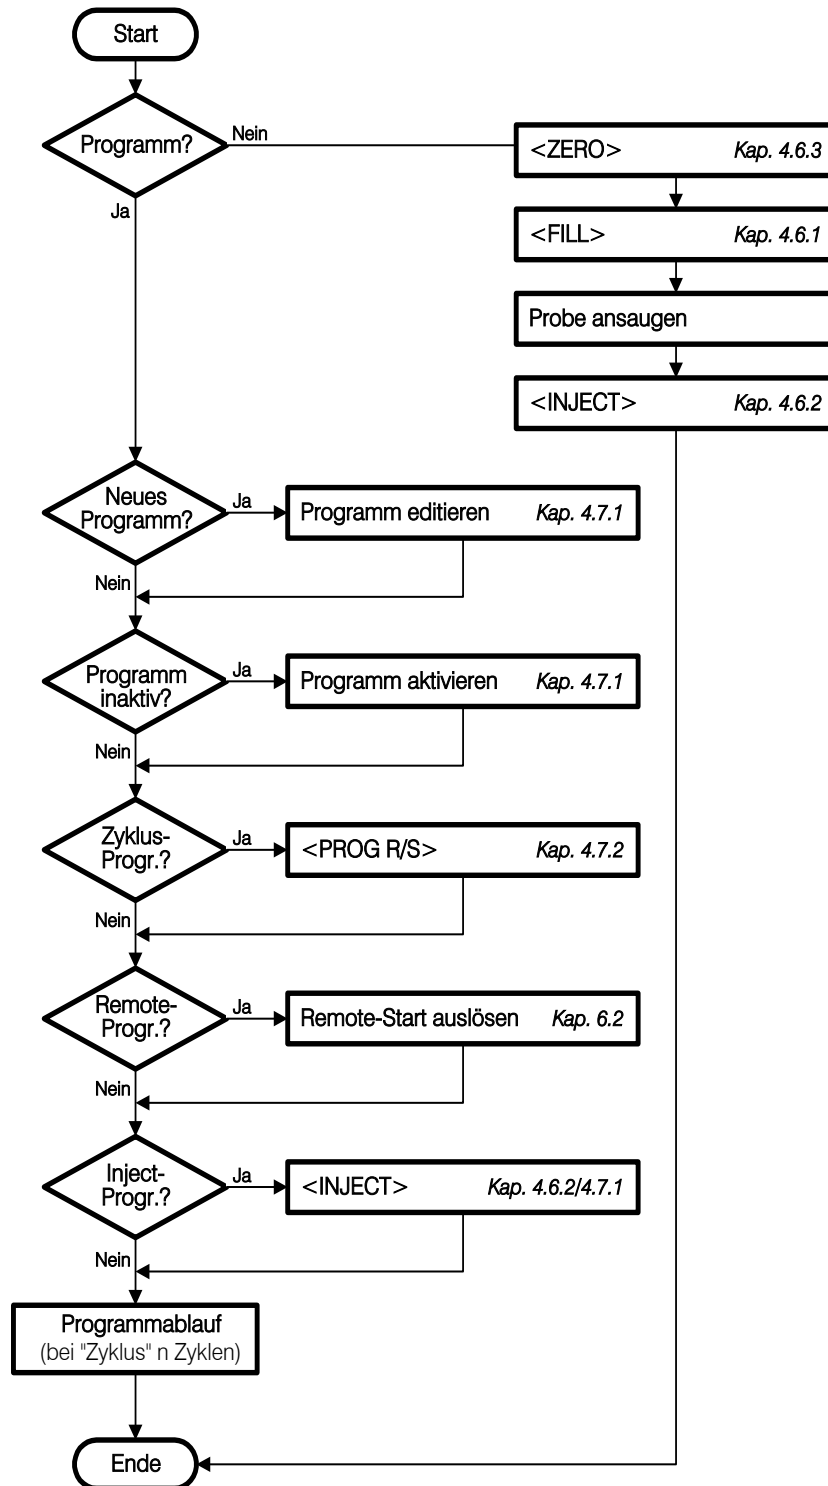 Start
Programm?
Nein
Ja
<ZERO> Kap. 4.6.3
<FILL> Kap. 4.6.1
Probe ansaugen
<INJECT> Kap. 4.6.2
Neues
Programm?
Ja
Nein
Programm editieren Kap. 4.7.1
Programm
inaktiv?
Ja
Nein
Programm aktivieren Kap. 4.7.1
Zyklus-
Progr.?
Ja
Nein
<PROG R/S> Kap. 4.7.2
Remote-
Progr.?
Ja
Nein
Remote-Start auslösen Kap. 6.2
Inject-
Progr.?
Ja
Nein
<INJECT> Kap. 4.6.2/4.7.1
Programmablauf
(bei "Zyklus" n Zyklen)
Ende